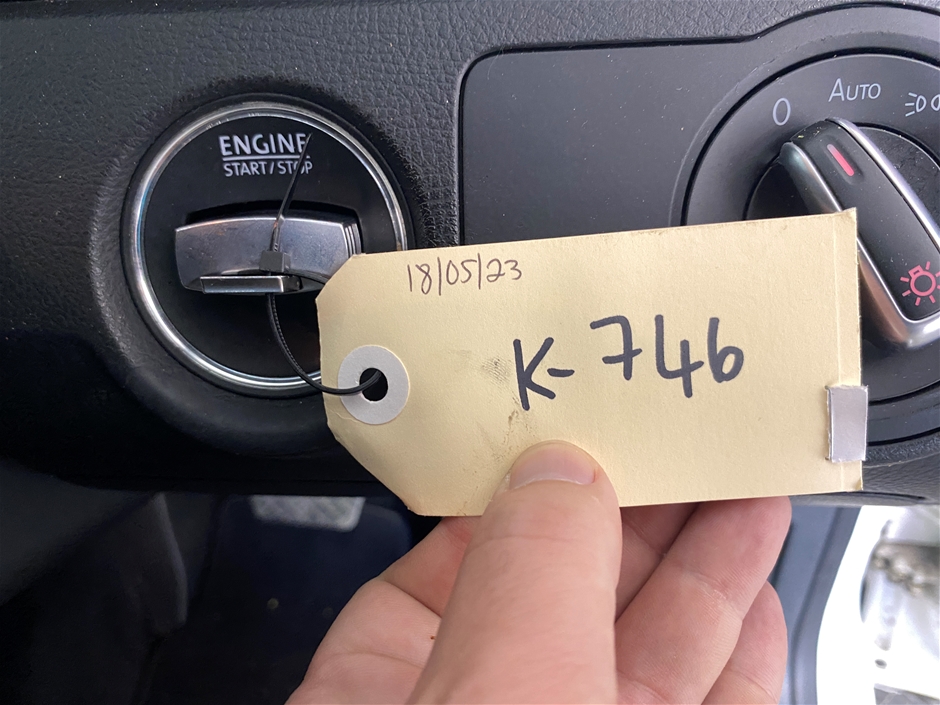 ENGINE
START/STOP
0 AUTO
18/05/23
K-746